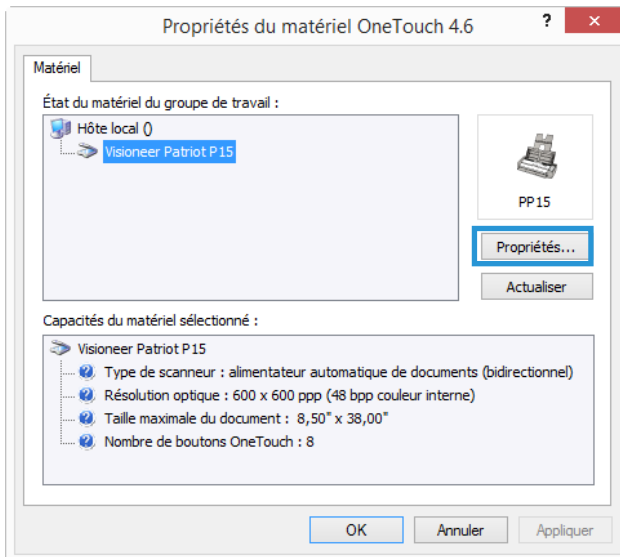 Propriétés du matériel OneTouch 4.6
?
×
Matériel
État du matériel du groupe de travail :
Hôte local ()
Visioneer Patriot P15
PP15
Propriétés...
Actualiser
Capacités du matériel sélectionné :
Visioneer Patriot P15
Type de scanneur : alimentateur automatique de documents (bidirectionnel)
Résolution optique : 600 x 600 ppp (48 bpp couleur interne)
Taille maximale du document : 8,50" x 38,00"
Nombre de boutons OneTouch : 8
OK
Annuler
Appliquer